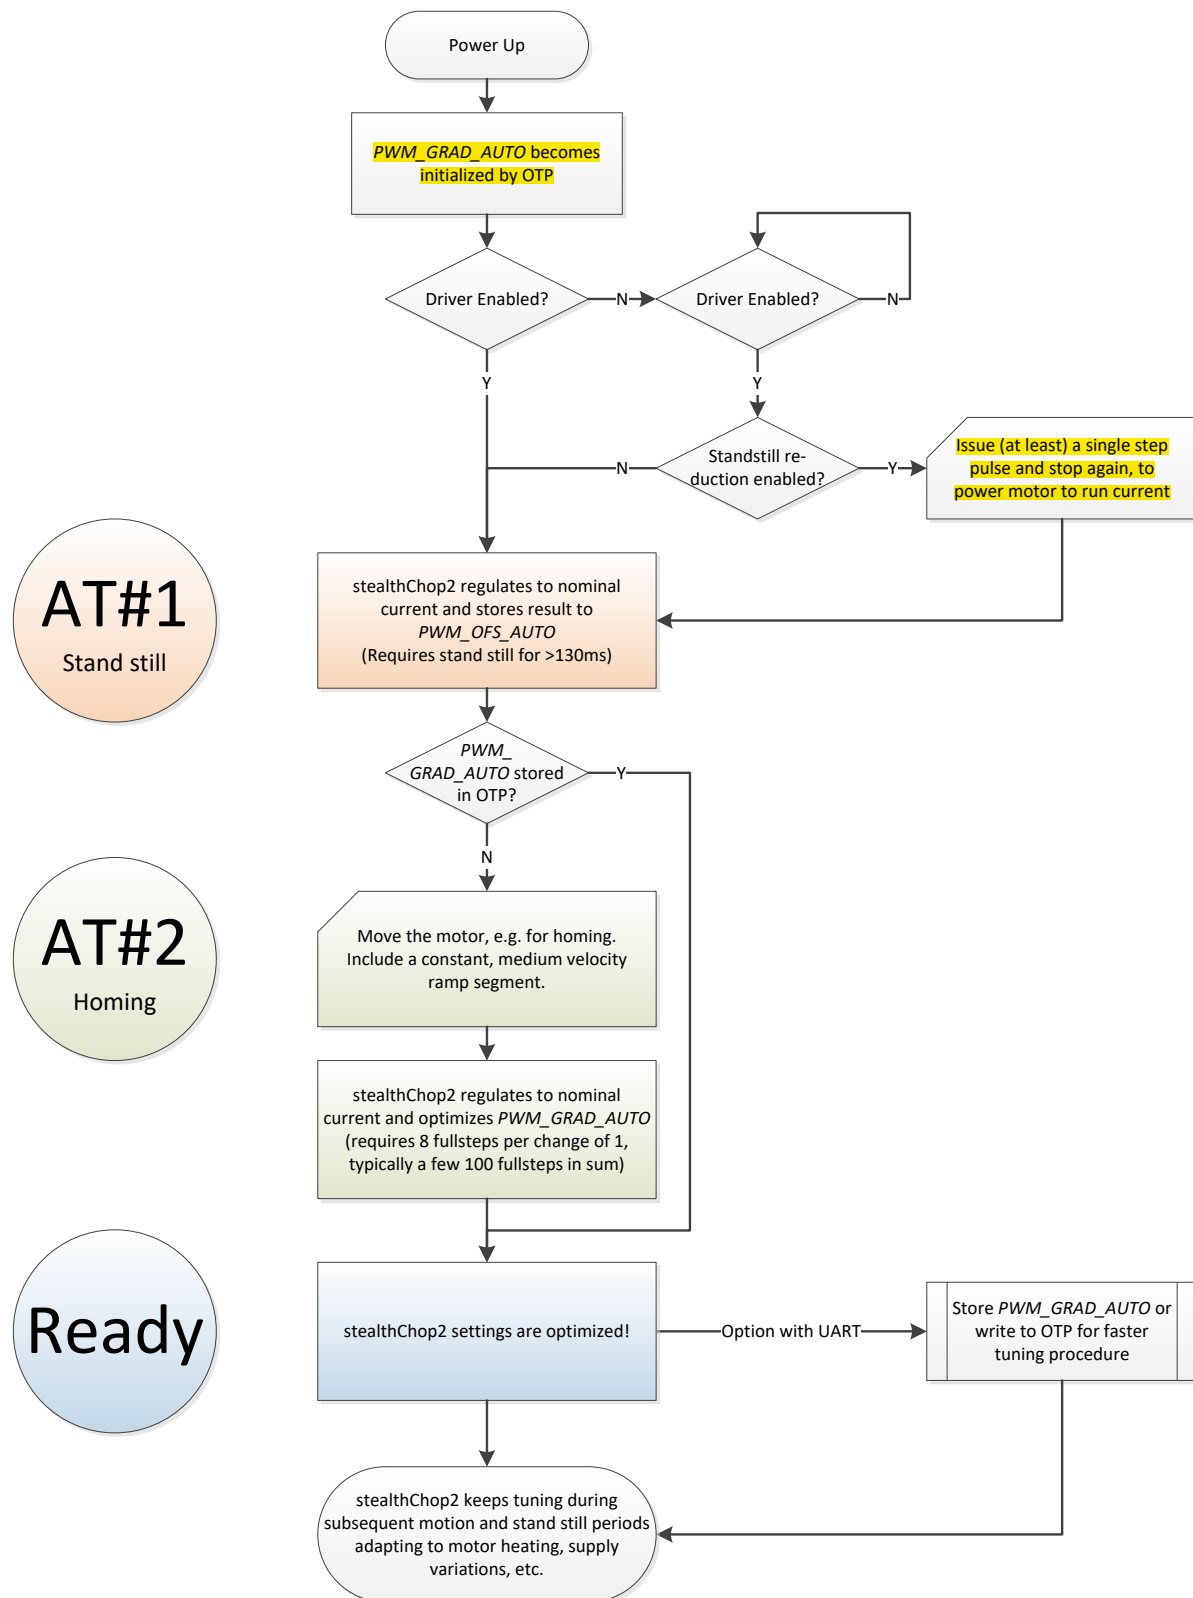 Power Up
PWM_GRAD_AUTO becomes
initialized by OTP
Driver Enabled?
N
Driver Enabled?
N
Y
Y
Standstill re-
duction enabled?
N
Y
Issue (at least) a single step
pulse and stop again, to
power motor to run current
AT#1
Stand still
stealthChop2 regulates to nominal
current and stores result to
PWM_OFS_AUTO
(Requires stand still for >130ms)
PWM_
GRAD_AUTO stored
in OTP?
Y
N
AT#2
Homing
Move the motor, e.g. for homing.
Include a constant, medium velocity
ramp segment.
stealthChop2 regulates to nominal
current and optimizes PWM_GRAD_AUTO
(requires 8 fullsteps per change of 1,
typically a few 100 fullsteps in sum)
Ready
stealthChop2 settings are optimized!
Option with UART
Store PWM_GRAD_AUTO or
write to OTP for faster
tuning procedure
stealthChop2 keeps tuning during
subsequent motion and stand still periods
adapting to motor heating, supply
variations, etc.